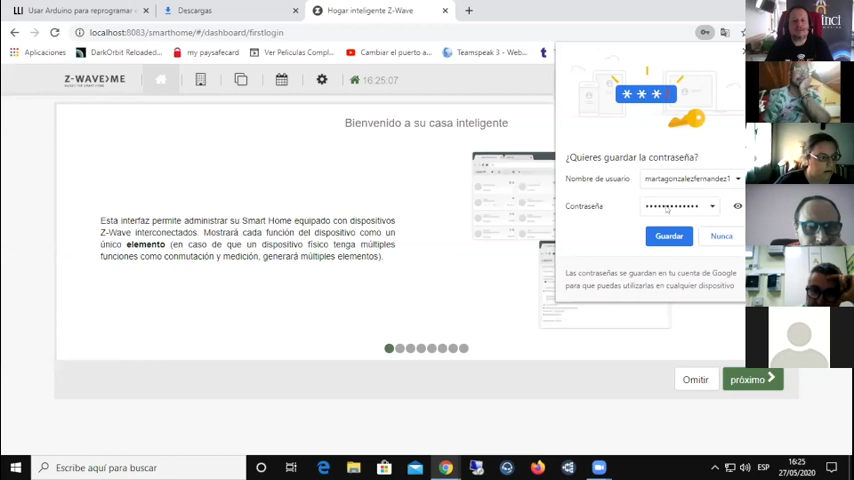 Usar Arduino para reprogramar e
Descargas
Hogar inteligente Z-Wave
localhost:8083/smarthome/#/dashboard/firstlogin
Aplicaciones
DarkOrbit Reloaded...
my paysafecard
Ver Peliculas Compl...
Cambiar el puerto a...
Teamspeak 3 - Web...
Z-WAVE>ME
16:25:07
Bienvenido a su casa inteligente
Esta interfaz permite administrar su Smart Home equipado con dispositivos
Z-Wave interconectados. Mostrará cada función del dispositivo como un
único elemento (en caso de que un dispositivo físico tenga múltiples
funciones como conmutación y medición, generará múltiples elementos).
Omitir
próximo
¿Quieres guardar la contraseña?
Nombre de usuario
martagonzalezfernandez1
Contraseña
•••••••••••••
Guardar
Nunca
Las contraseñas se guardan en tu cuenta de Google
para que puedas utilizarlas en cualquier dispositivo
inci
Escribe aquí para buscar
ESP
16:25
27/05/2020